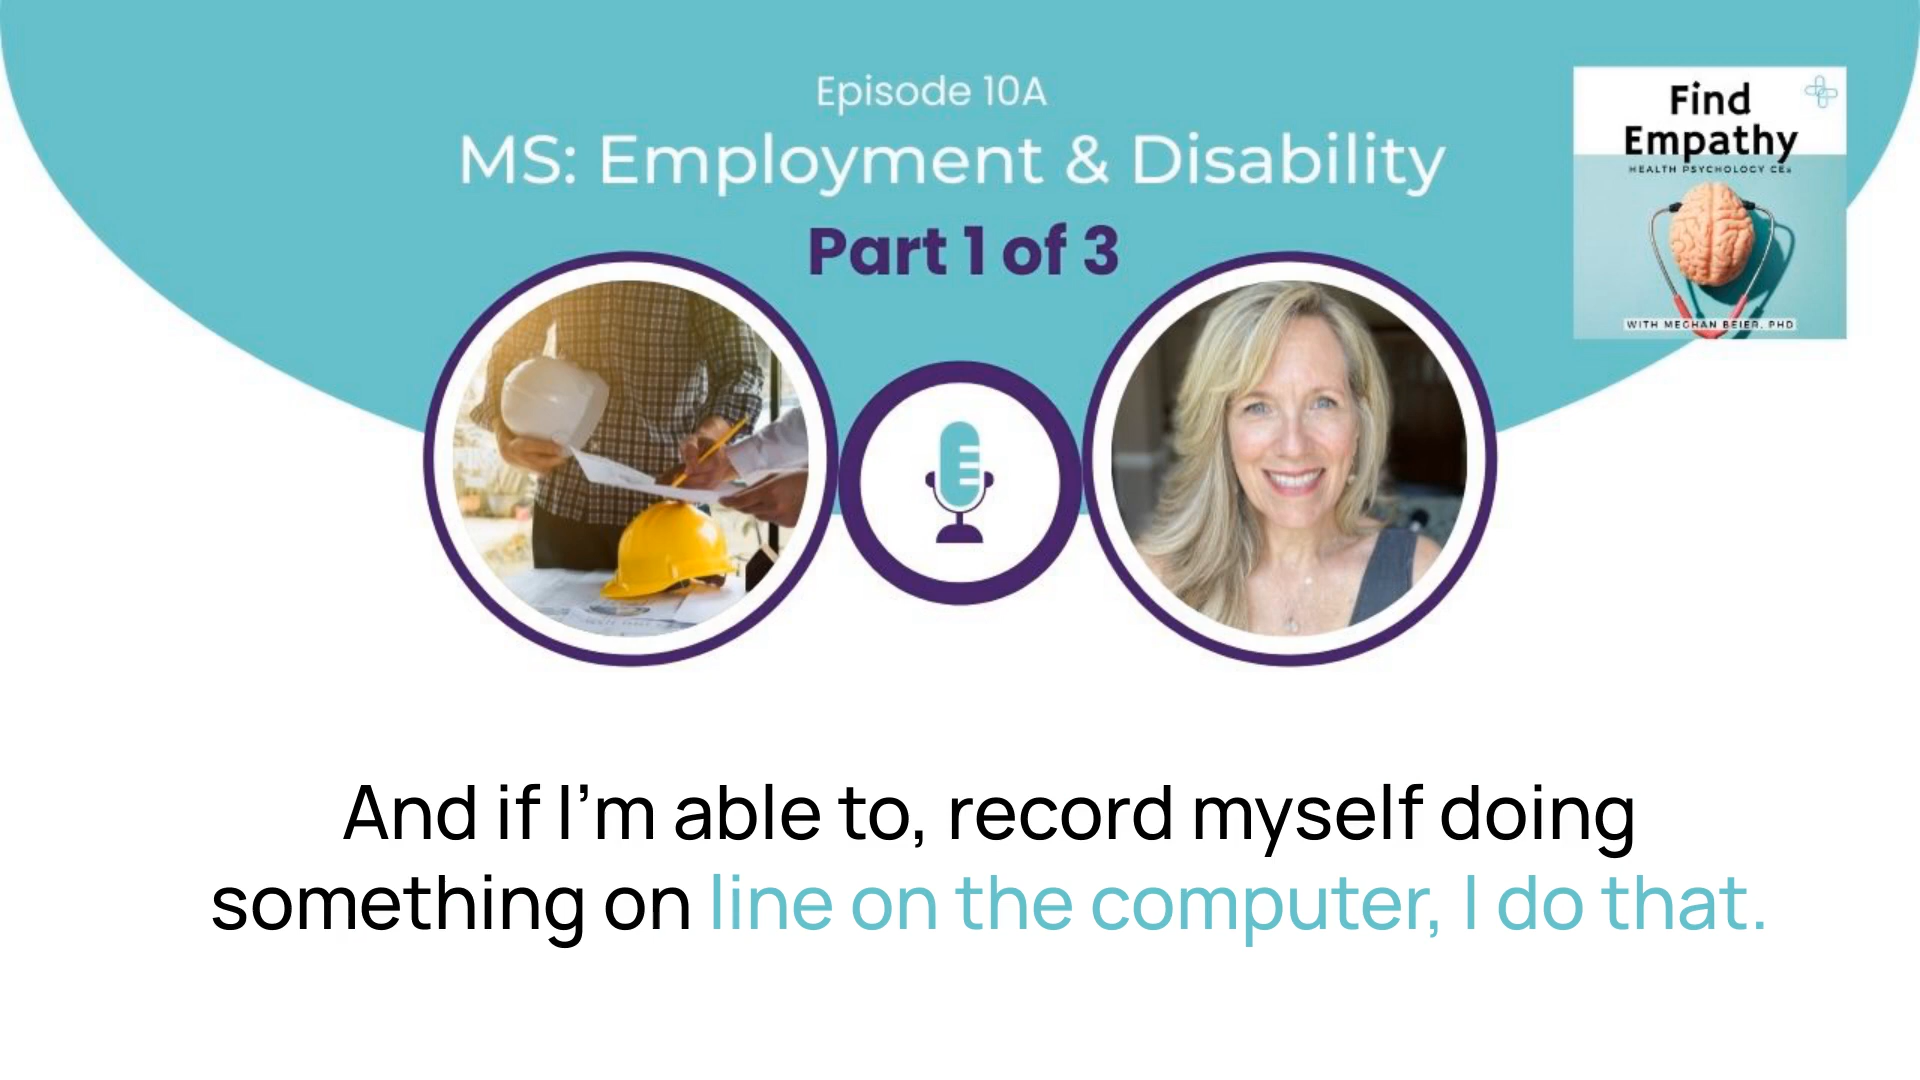 Episode 10A
MS: Employment & Disability
Part 1 of 3
Find
Empathy
HEALTH PSYCHOLOGY CEs
WITH MEGHAN BEIER, PHD
And if I'm able to, record myself doing
something on line on the computer, I do that.